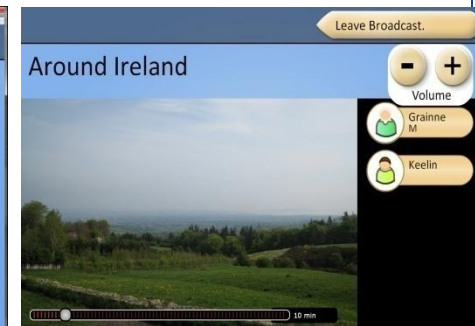 Leave Broadcast.
Around Ireland
- +
Volume
Grainne
M
Keelin
10 min